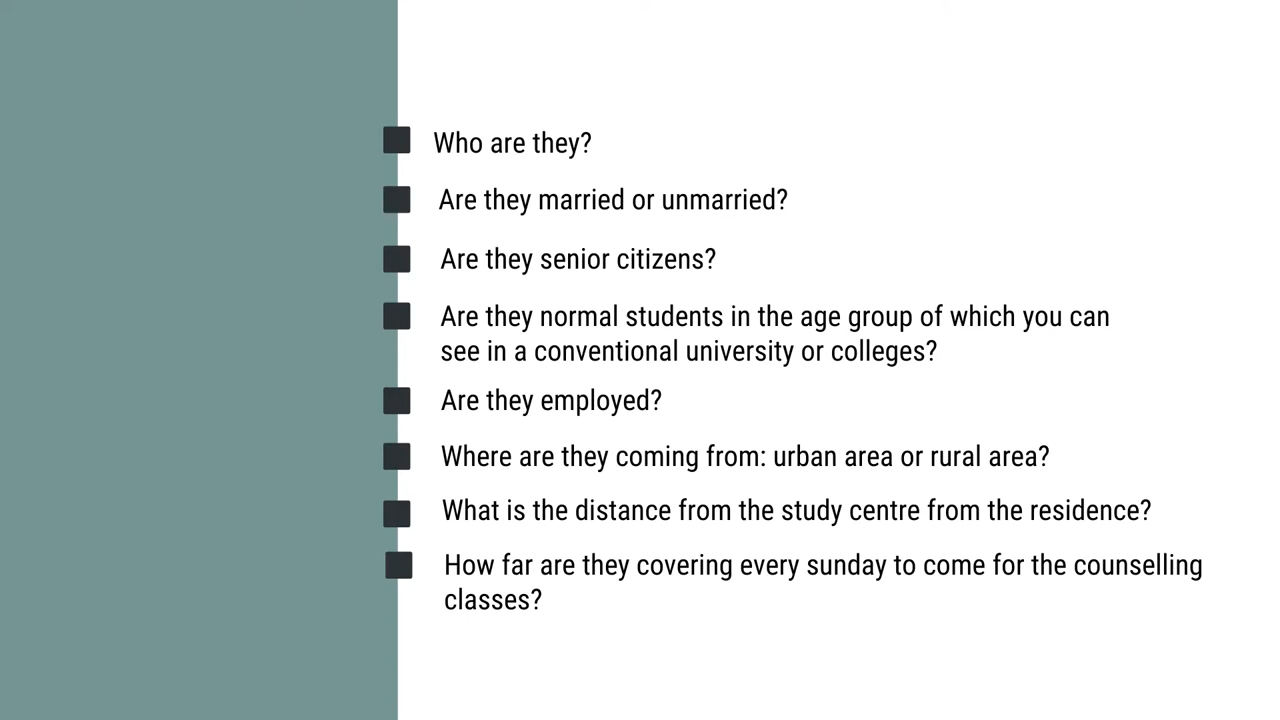 Who are they?
Are they married or unmarried?
Are they senior citizens?
Are they normal students in the age group of which you can
see in a conventional university or colleges?
Are they employed?
Where are they coming from: urban area or rural area?
What is the distance from the study centre from the residence?
How far are they covering every sunday to come for the counselling
classes?